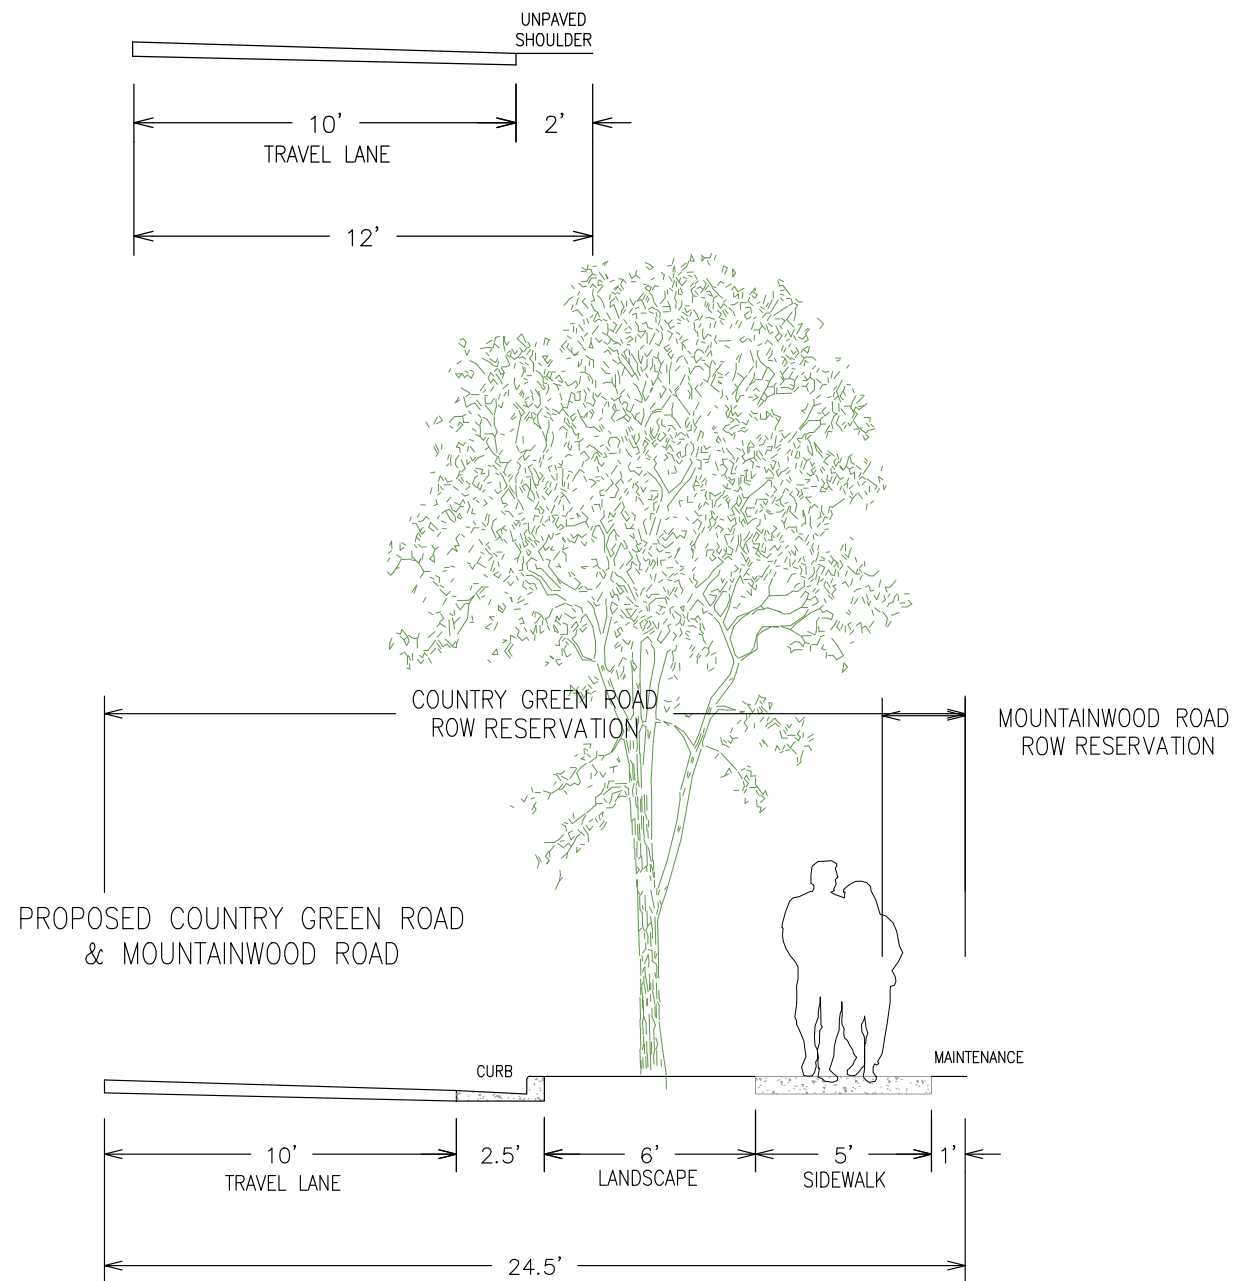 UNPAVED
SHOULDER
10'
2'
TRAVEL LANE
12'
COUNTRY GREEN ROAD
ROW RESERVATION
MOUNTAINWOOD ROAD
ROW RESERVATION
PROPOSED COUNTRY GREEN ROAD
& MOUNTAINWOOD ROAD
CURB
MAINTENANCE
10'
2.5'
6'
5'
1'
TRAVEL LANE
LANDSCAPE
SIDEWALK
24.5'